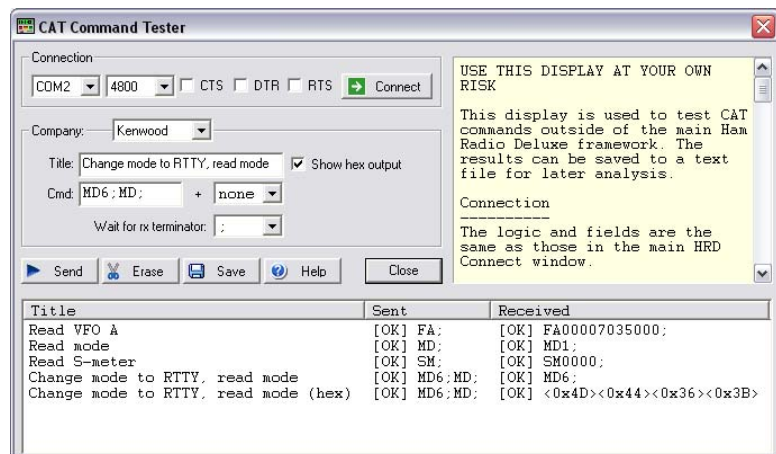 CAT Command Tester
Connection
COM2 4800 CTS DTR RTS Connect
Company: Kenwood
Title: Change mode to RTTY, read mode Show hex output
Cmd: MD6;MD; + none
Wait for rx terminator: ;
Send Erase Save Help Close
USE THIS DISPLAY AT YOUR OWN
RISK
This display is used to test CAT
commands outside of the main Ham
Radio Deluxe framework. The
results can be saved to a text
file for later analysis.
Connection
----------
The logic and fields are the
same as those in the main HRD
Connect window.
Title Sent Received
Read VFO A [OK] FA; [OK] FA00007035000;
Read mode [OK] MD; [OK] MD1;
Read S-meter [OK] SM; [OK] SM0000;
Change mode to RTTY, read mode [OK] MD6;MD; [OK] MD6;
Change mode to RTTY, read mode (hex) [OK] MD6;MD; [OK] <0x4D><0x44><0x36><0x3B>